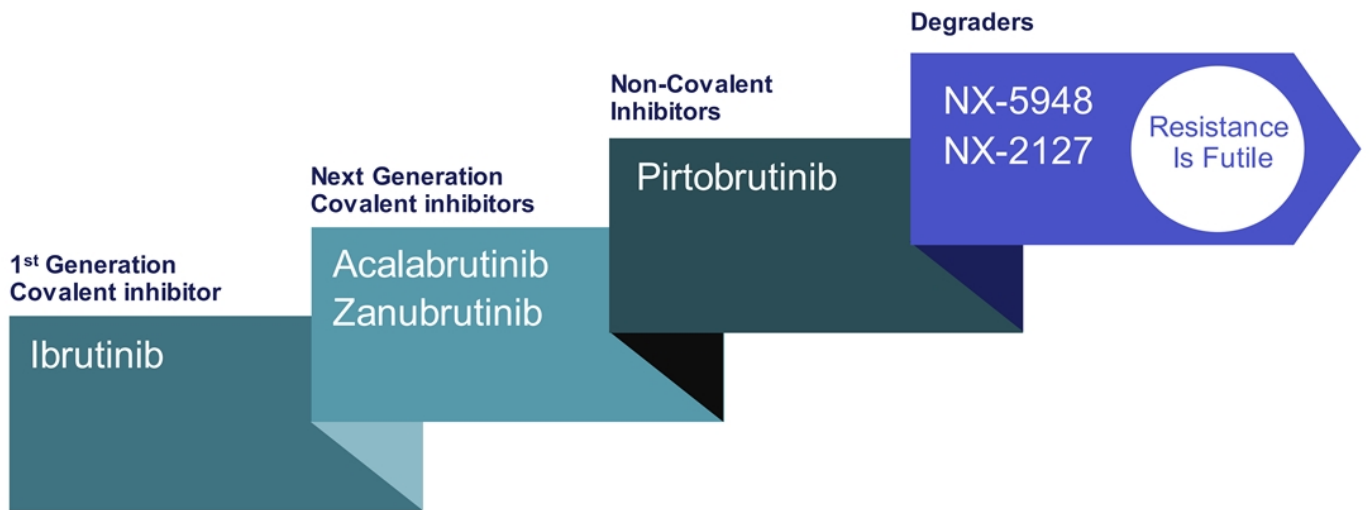 1st Generation
Covalent inhibitor
Ibrutinib
Next Generation
Covalent inhibitors
Acalabrutinib
Zanubrutinib
Non-Covalent
Inhibitors
Pirtobrutinib
Degraders
NX-5948
NX-2127
Resistance
Is Futile